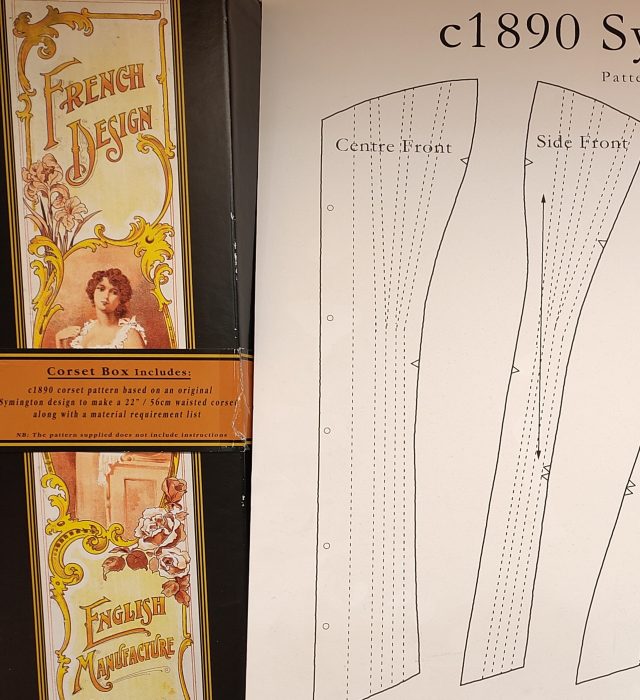 FRENCH
DESIGN
Corset Box Includes:
c1890 corset pattern based on an original
Symington design to make a 22" / 56cm waisted corset
along with a material requirement list
NB: The pattern supplied does not include instructions
ENGLISH
MANUFACTURE
c1890 Sy
Patte
Centre Front
Side Front